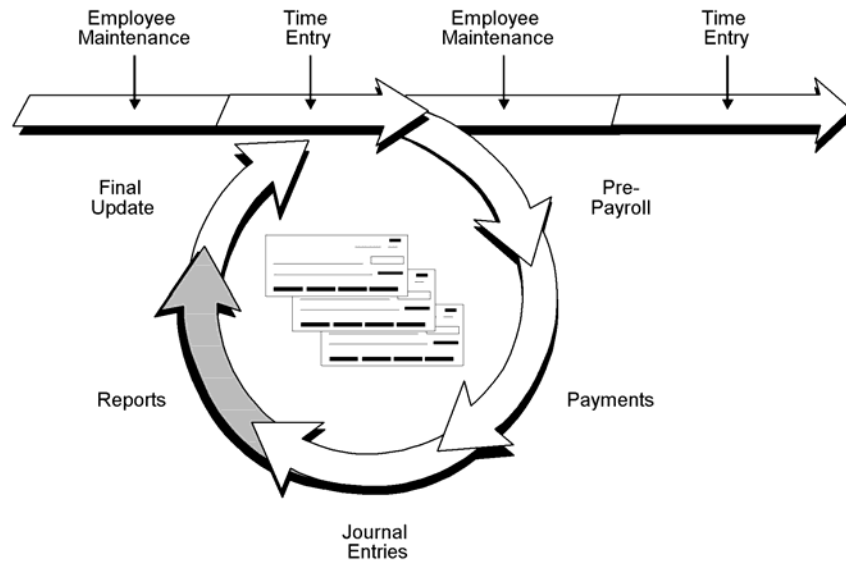 Employee
Maintenance
Time
Entry
Employee
Maintenance
Time
Entry
Final
Update
Pre-
Payroll
Reports
Payments
Journal
Entries